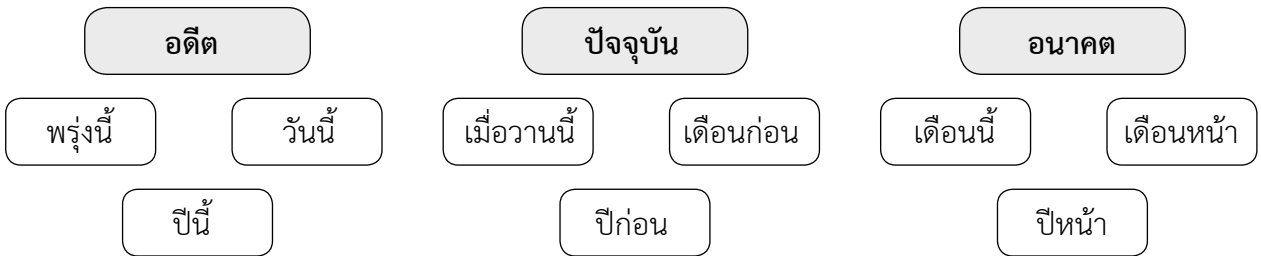 อดีต ปัจจุบัน อนาคต
พรุ่งนี้ วันนี้ เมื่อวานนี้ เดือนก่อน เดือนนี้ เดือนหน้า
ปีนี้ ปีก่อน ปีหน้า